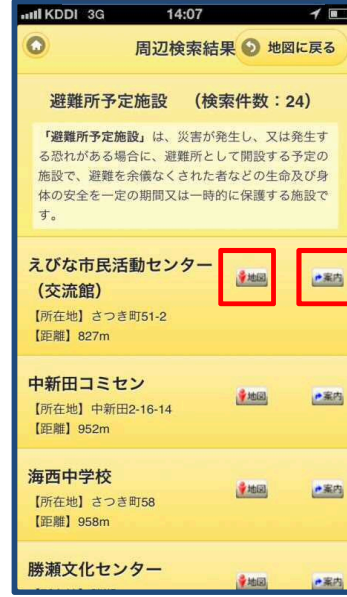 KDDI 3G 14:07
周辺検索結果 地図に戻る
避難所予定施設 （検索件数：24）
「避難所予定施設」は、災害が発生し、又は発生す
る恐れがある場合に、避難所として開設する予定の
施設で、避難を余儀なくされた者などの生命及び身
体の安全を一定の期間又は一時的に保護する施設で
す。
えびな市民活動センター
（交流館）
地図 案内
【所在地】さつき町51-2
【距離】827m
中新田コミセン
地図 案内
【所在地】中新田2-16-14
【距離】952m
海西中学校
地図 案内
【所在地】さつき町58
【距離】958m
勝瀬文化センター
地図 案内